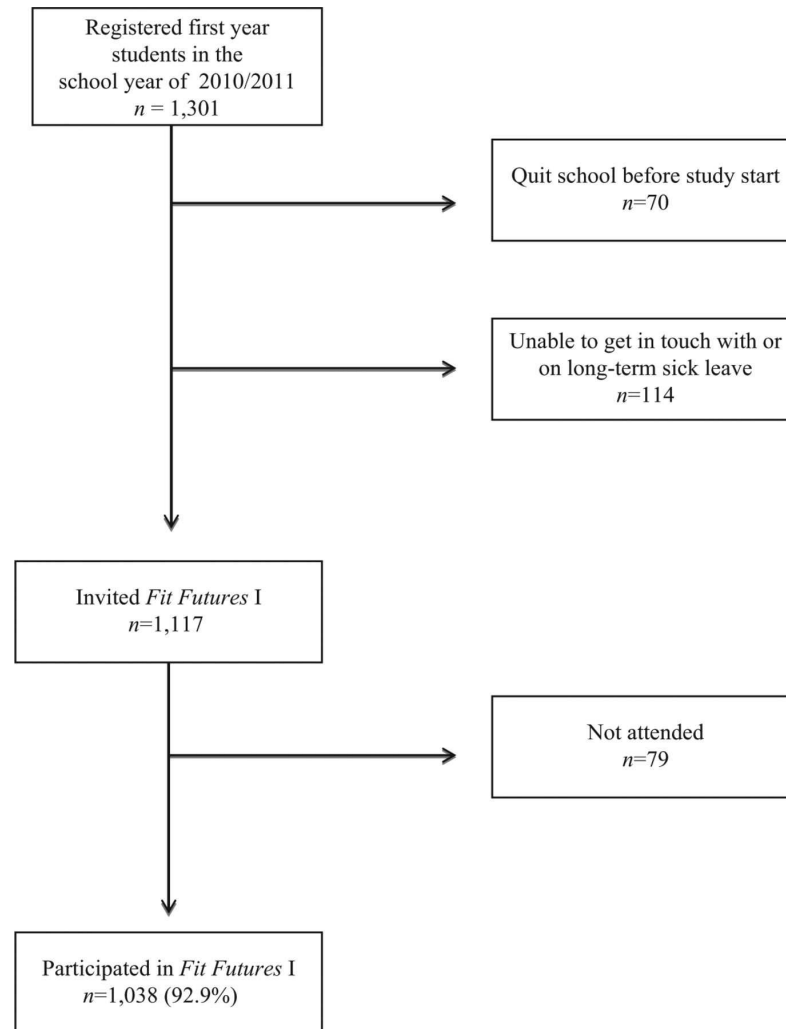 Registered first year
students in the
school year of 2010/2011
n = 1,301
Quit school before study start
n=70
Unable to get in touch with or
on long-term sick leave
n=114
Invited Fit Futures I
n=1,117
Not attended
n=79
Participated in Fit Futures I
n=1,038 (92.9%)